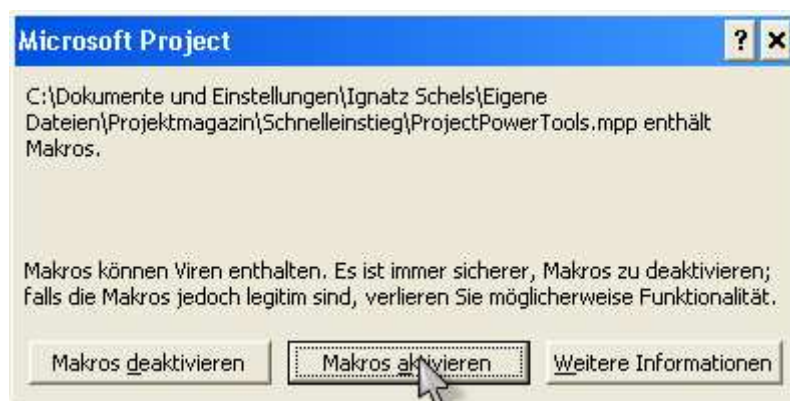 Microsoft Project
C:\Dokumente und Einstellungen\Ignatz Schels\Eigene
Dateien\Projektmagazin\Schnelleinstieg\ProjectPowerTools.mpp enthält
Makros.
Makros können Viren enthalten. Es ist immer sicherer, Makros zu deaktivieren;
falls die Makros jedoch legitim sind, verlieren Sie möglicherweise Funktionalität.
Makros deaktivieren
Makros aktivieren
Weitere Informationen